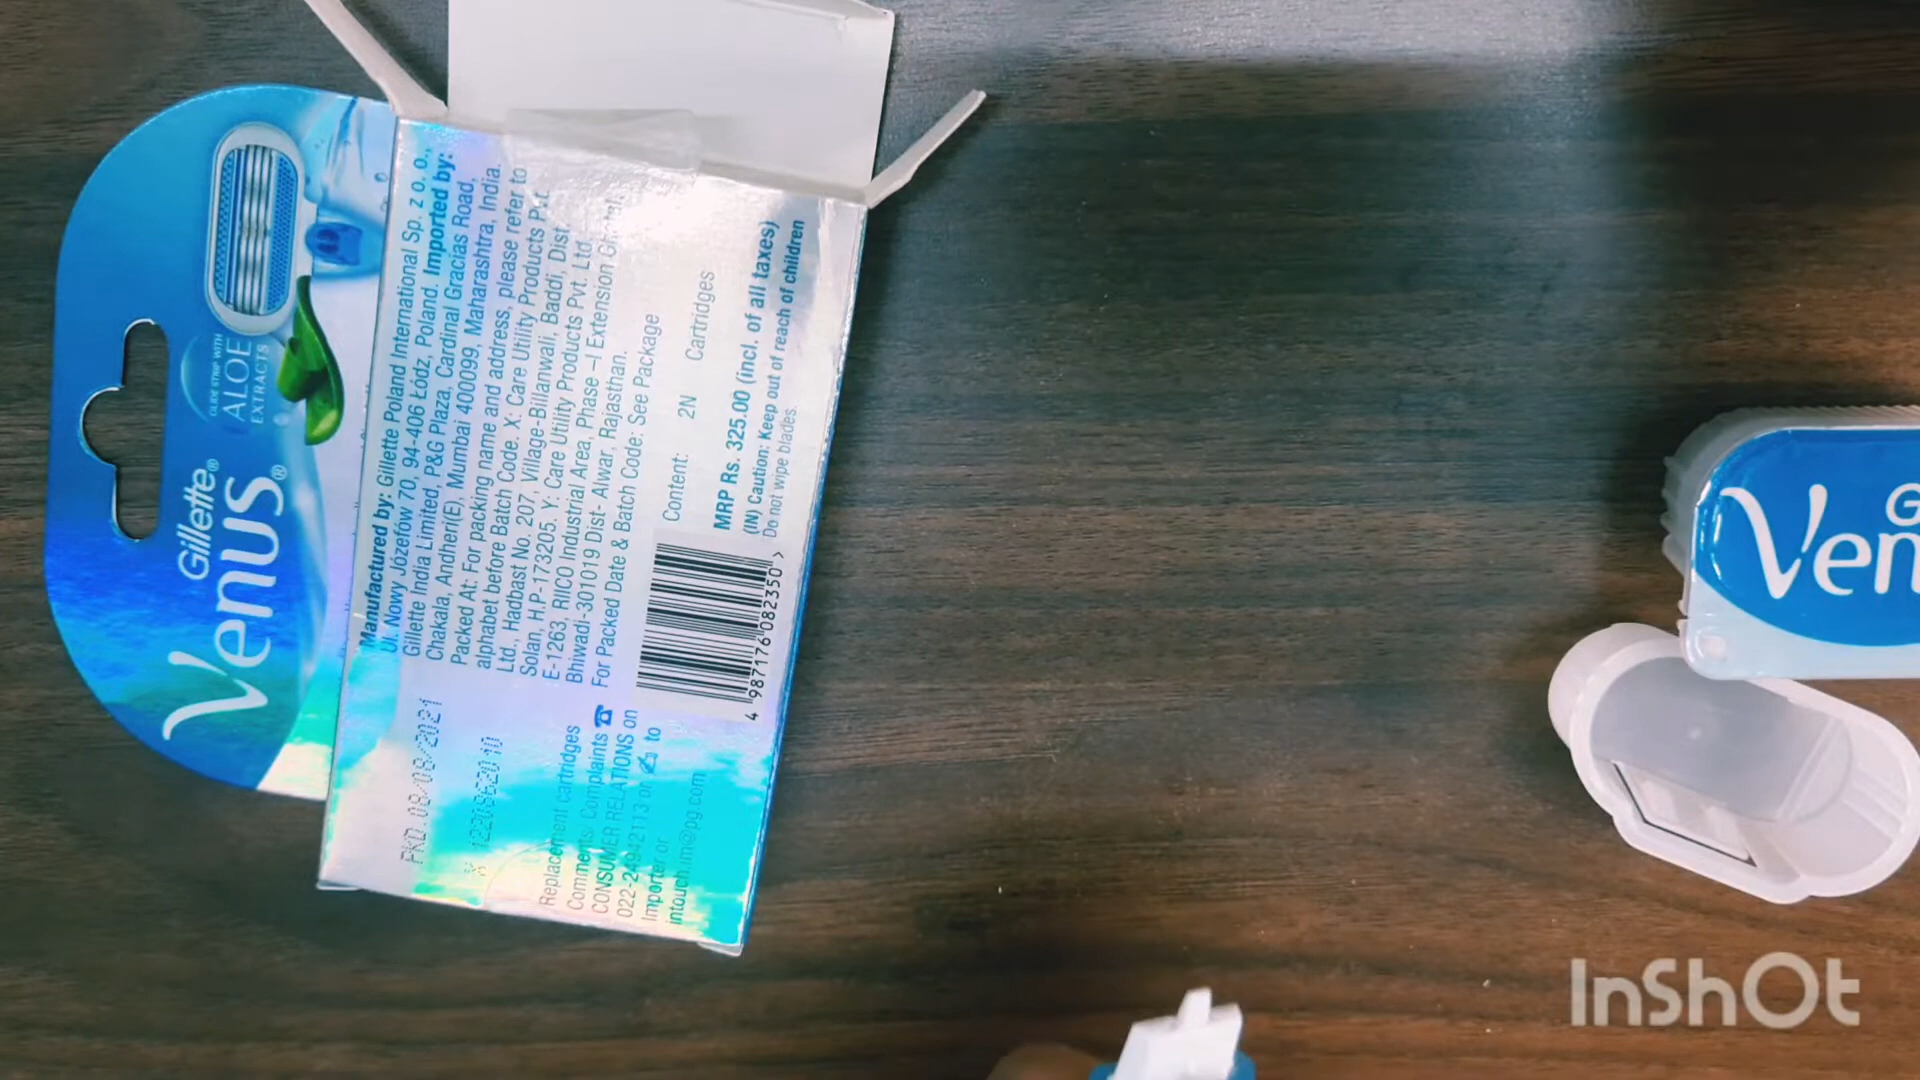 Gillette®
Venus®
GLIDE STRIP WITH
ALOE
EXTRACTS
Manufactured by: Gillette Poland International Sp. z o. o.,
Ul. Nowy Józefów 70, 94-406 Łódz, Poland. Imported by:
Gillette India Limited, P&G Plaza, Cardinal Gracias Road,
Chakala, Andheri(E), Mumbai 400099, Maharashtra, India.
Packed At: For packing name and address, please refer to
alphabet before Batch Code. X: Care Utility Products Pvt.
Ltd., Hadbast No. 207, Village-Billanwali, Baddi, Dist.
Solan, H.P-173205. Y: Care Utility Products Pvt. Ltd.
E-1263, RIICO Industrial Area, Phase –I Extension
Bhiwadi-301019 Dist- Alwar, Rajasthan.
For Packed Date & Batch Code: See Package
Content: 2N Cartridges
MRP Rs. 325.00 (incl. of all taxes)
(IN) Caution: Keep out of reach of children
Do not wipe blades.
4 987176 082350 >
PKD.08/09/2021
Replacement cartridges
Comments, Complaints ☎
CONSUMER RELATIONS on
022-24942113 or ✍ to
Importer or
intouch.im@pg.com
G
Ven
InShOt